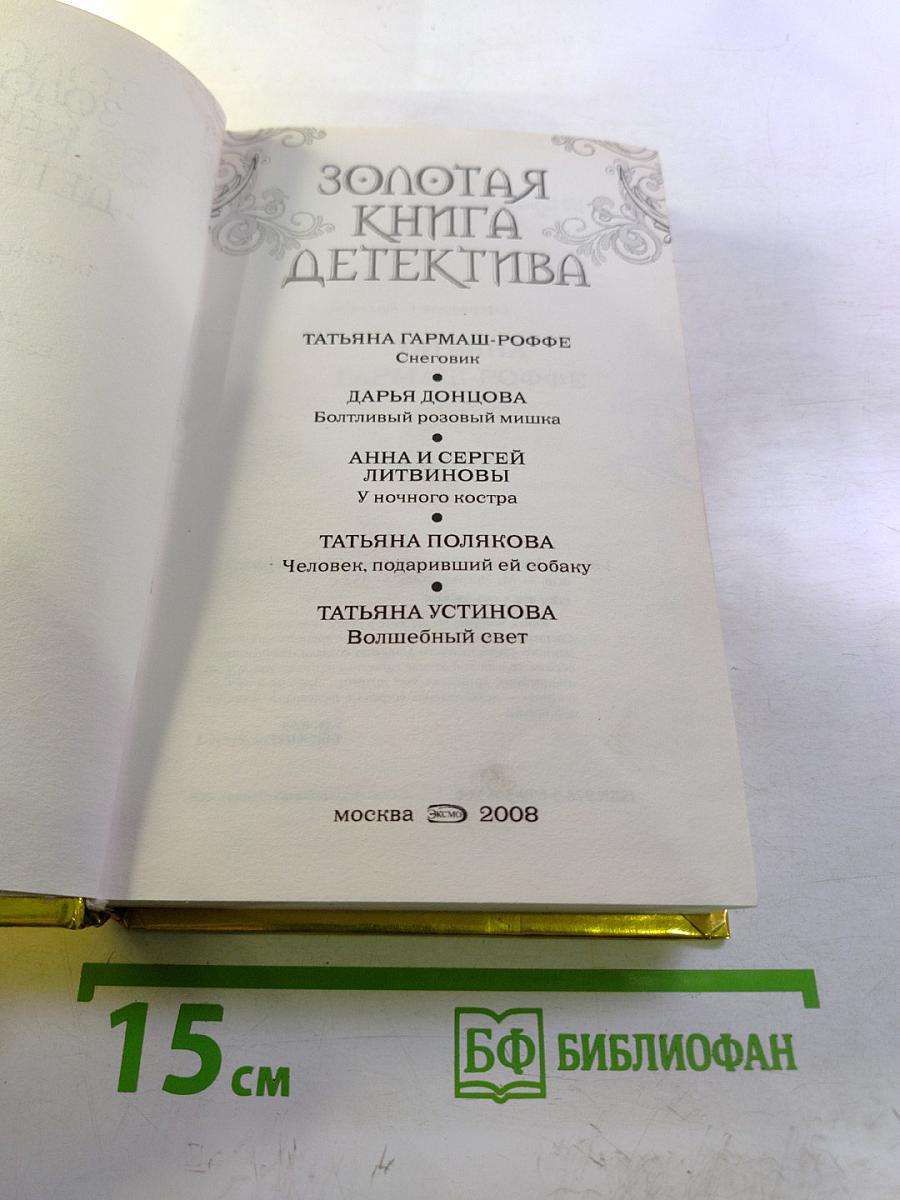 ЗОЛОТАЯ
КНИГА
ДЕТЕКТИВА
ТАТЬЯНА ГАРМАШ-РОФФЕ
Снеговик
•
ДАРЬЯ ДОНЦОВА
Болтливый розовый мишка
•
АННА И СЕРГЕЙ
ЛИТВИНОВЫ
У ночного костра
•
ТАТЬЯНА ПОЛЯКОВА
Человек, подаривший ей собаку
•
ТАТЬЯНА УСТИНОВА
Волшебный свет
МОСКВА ЭКСМО 2008
15 см
БФ БИБЛИОФАН